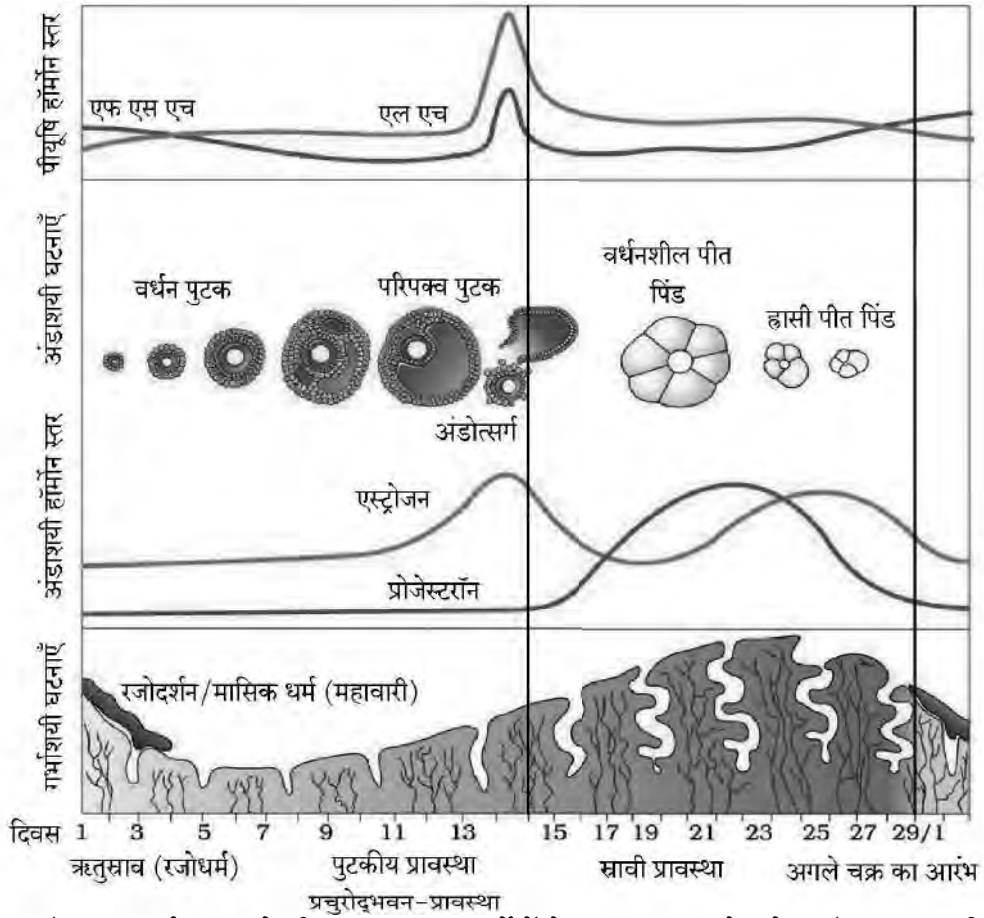 पीयूषि हॉर्मोन स्तर
एफ एस एच
एल एच
अंडाशयी घटनाएँ
वर्धन पुटक
परिपक्व पुटक
वर्धनशील पीत
पिंड
ह्रासी पीत पिंड
अंडोत्सर्ग
अंडाशयी हॉर्मोन स्तर
एस्ट्रोजन
प्रोजेस्टरॉन
गर्भाशयी घटनाएँ
रजोदर्शन/मासिक धर्म (महावारी)
दिवस 1 3 5 7 9 11 13 15 17 19 21 23 25 27 29/1
ऋतुस्राव (रजोधर्म) पुटकीय प्रावस्था स्रावी प्रावस्था अगले चक्र का आरंभ
प्रचुरोद्भवन-प्रावस्था